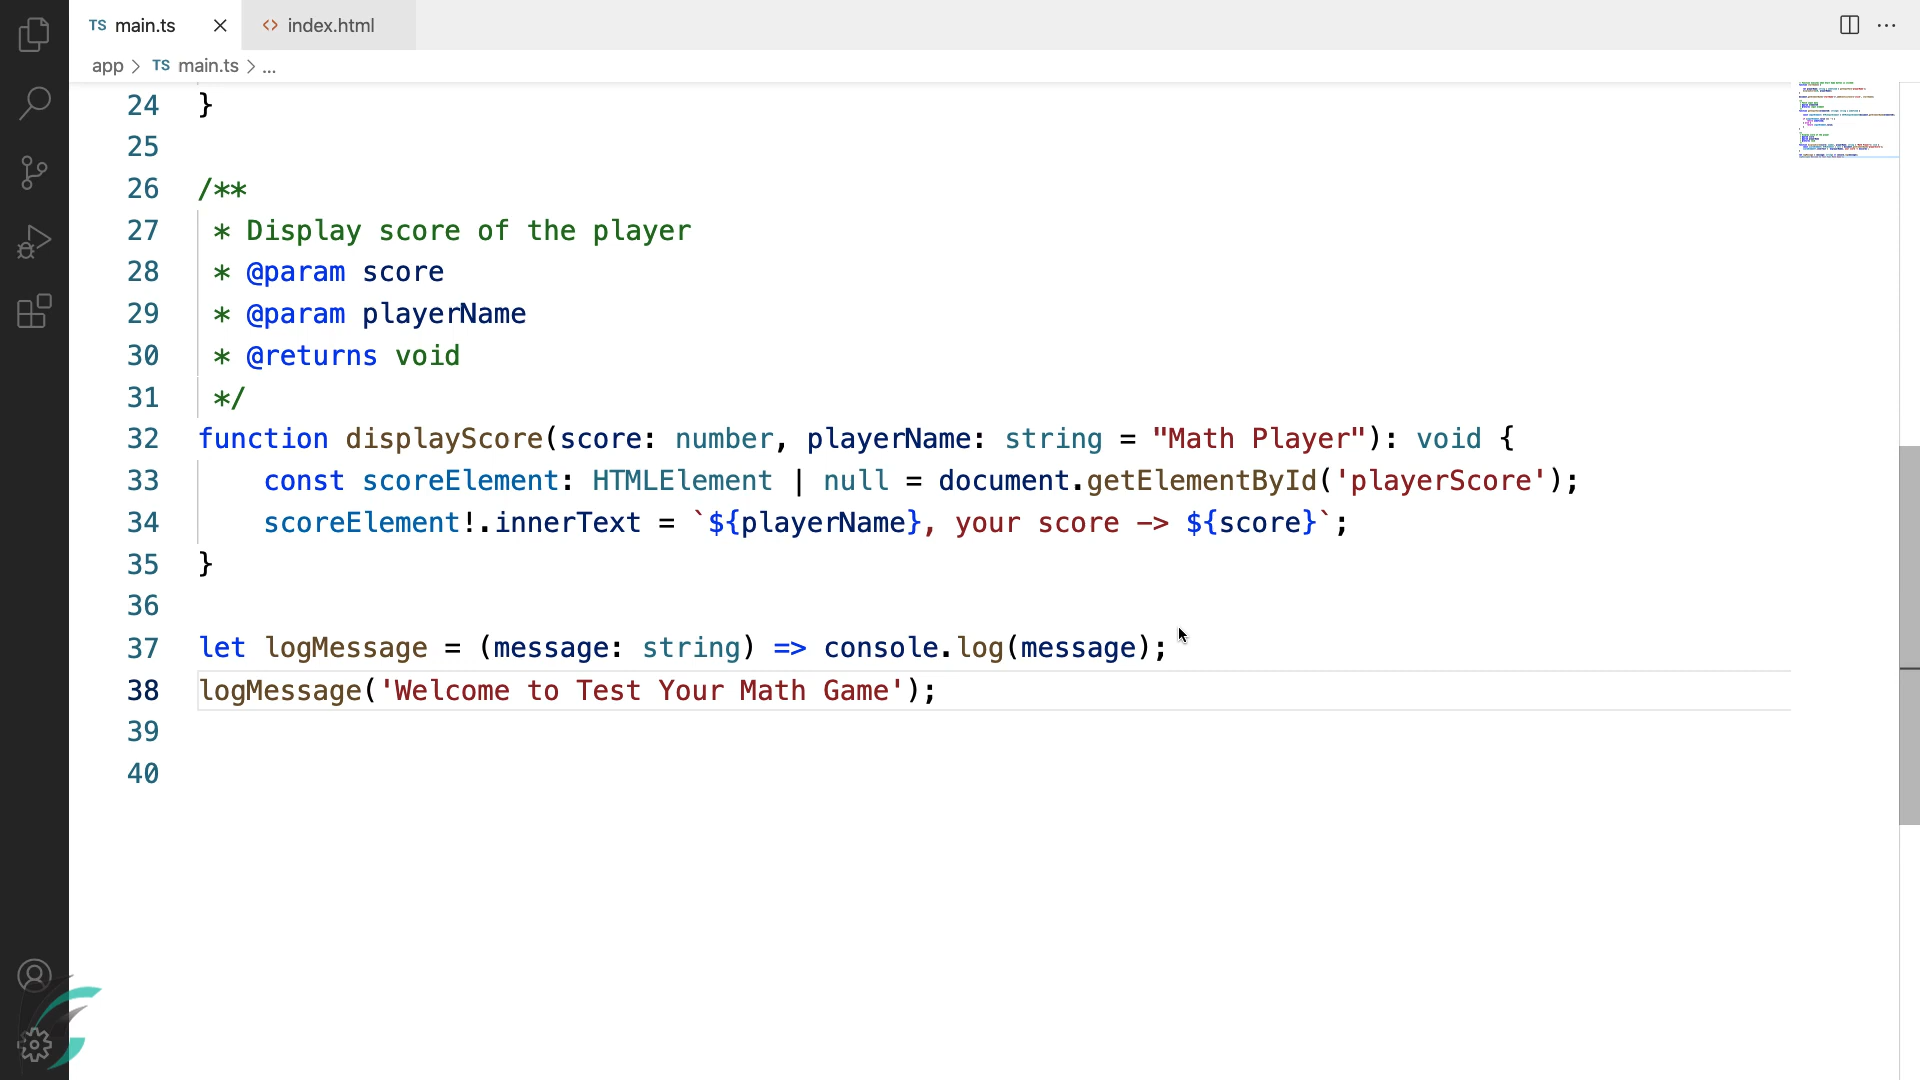 TS main.ts
<> index.html
app > TS main.ts > ...
24 }
25
26 /**
27 * Display score of the player
28 * @param score
29 * @param playerName
30 * @returns void
31 */
32 function displayScore(score: number, playerName: string = "Math Player"): void {
33 const scoreElement: HTMLElement | null = document.getElementById('playerScore');
34 scoreElement!.innerText = `${playerName}, your score -> ${score}`;
35 }
36
37 let logMessage = (message: string) => console.log(message);
38 logMessage('Welcome to Test Your Math Game');
39
40